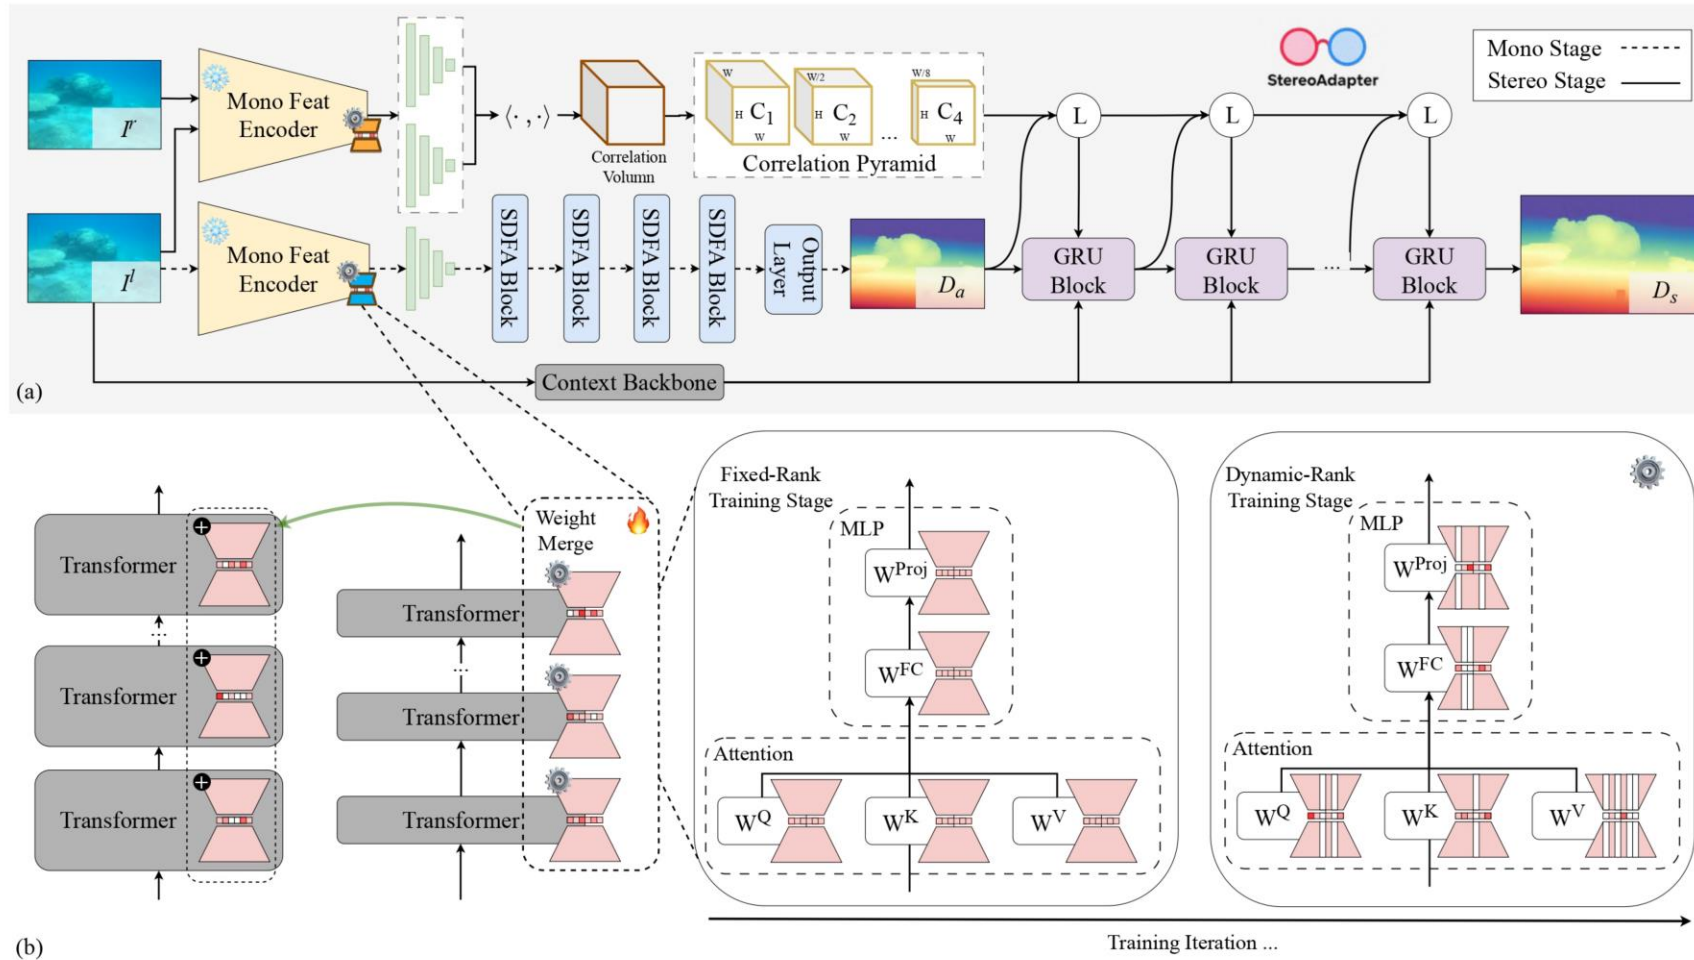 Mono Stage
Stereo Stage
StereoAdapter
I^r
Mono Feat
Encoder
⟨·,·⟩
Correlation
Volumn
W
H C_1
W
W/2
H C_2
W
...
W/8
H C_4
W
Correlation Pyramid
L
L
L
I^l
Mono Feat
Encoder
SDFA Block
SDFA Block
SDFA Block
SDFA Block
Output
Layer
D_a
GRU
Block
GRU
Block
...
GRU
Block
D_s
Context Backbone
(a)
Transformer
...
Transformer
Transformer
Weight
Merge
Transformer
...
Transformer
Transformer
Fixed-Rank
Training Stage
MLP
W^Proj
W^FC
Attention
W^Q
W^K
W^V
Dynamic-Rank
Training Stage
MLP
W^Proj
W^FC
Attention
W^Q
W^K
W^V
Training Iteration ...
(b)